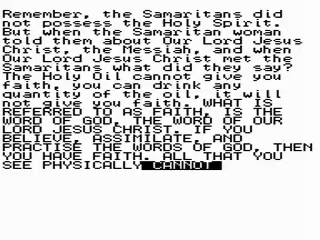 Remember, the Samaritans did
not possess the Holy Spirit.
But when the Samaritan woman
told them about Our Lord Jesus
Christ, the Messiah, and when
Our Lord Jesus Christ met the
Samaritans what did they say?
The Holy Oil cannot give you
faith, you can drink any
quantity of the oil, it will
not give you faith. WHAT IS
REFERRED TO AS FAITH, IS THE
WORD OF GOD, THE WORD OF OUR
LORD JESUS CHRIST. IF YOU
BELIEVE, ASSIMILATE, AND
PRACTISE THE WORDS OF GOD, THEN
YOU HAVE FAITH. ALL THAT YOU
SEE PHYSICALLY CANNOT